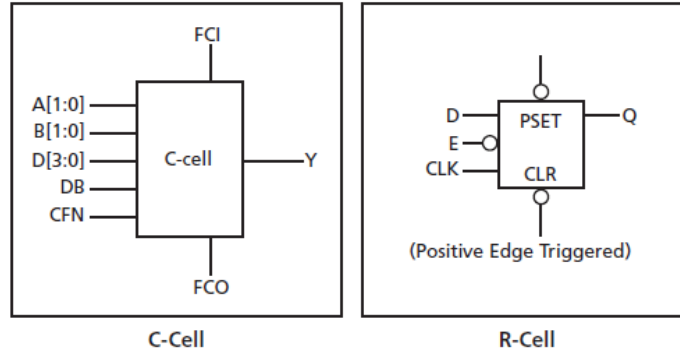 FCI
A[1:0]
B[1:0]
D[3:0]
DB
CFN
C-cell
Y
FCO
C-Cell
D
E
CLK
PSET
CLR
Q
(Positive Edge Triggered)
R-Cell